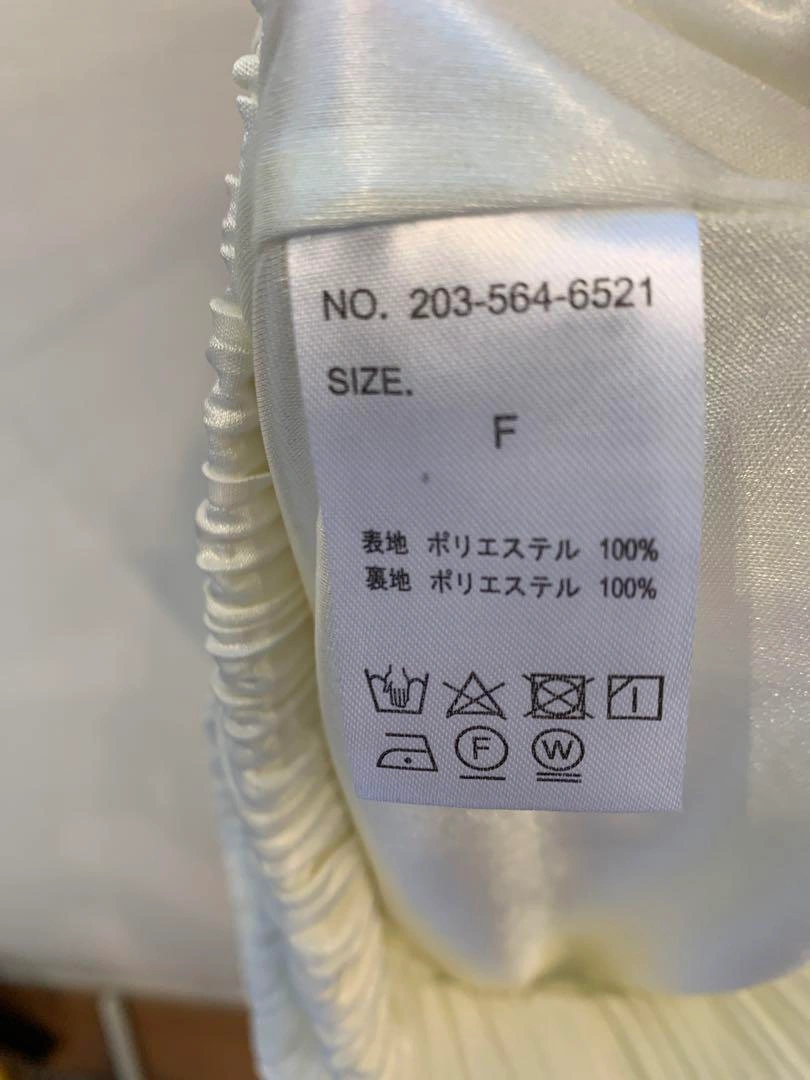 NO. 203-564-6521
SIZE.
F
表地 ポリエステル 100%
裏地 ポリエステル 100%
F W